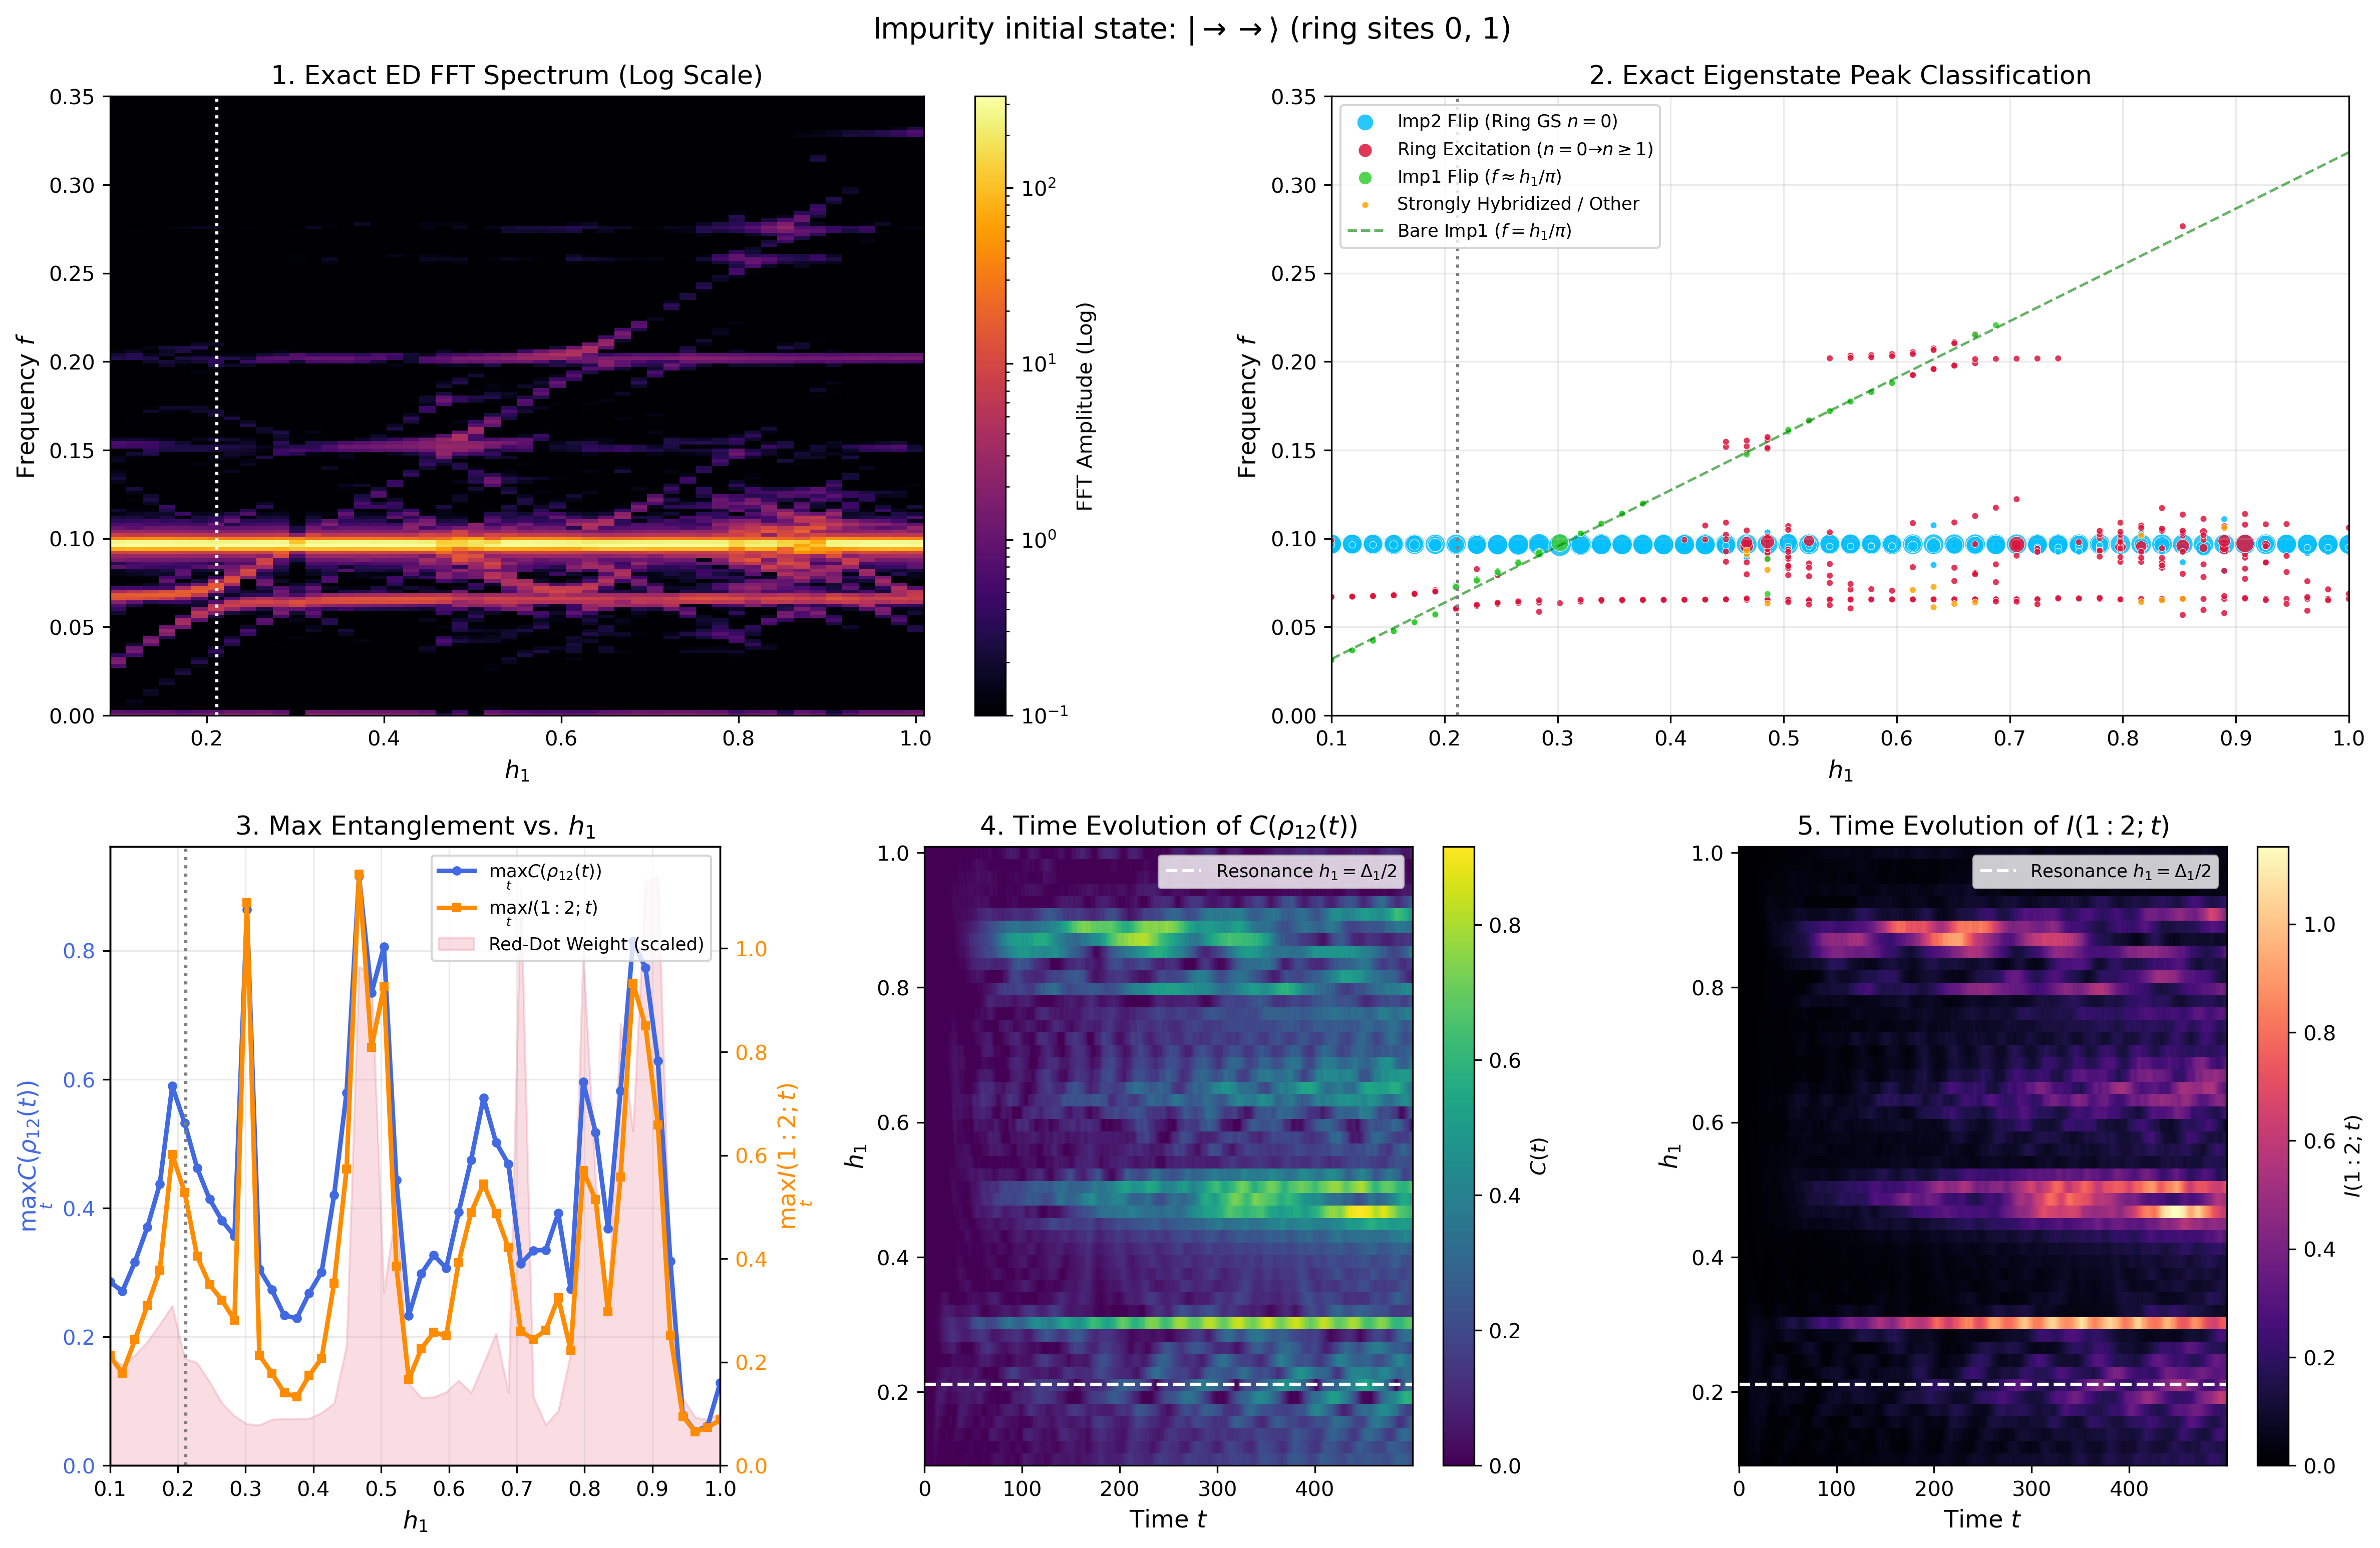 Impurity initial state: |→→⟩ (ring sites 0, 1)
1. Exact ED FFT Spectrum (Log Scale)
0.35
0.30
0.25
0.20
0.15
0.10
0.05
0.00
Frequency f
0.2 0.4 0.6 0.8 1.0
h₁
10²
10¹
10⁰
10⁻¹
FFT Amplitude (Log)
2. Exact Eigenstate Peak Classification
Imp2 Flip (Ring GS n = 0)
Ring Excitation (n = 0→n ≥ 1)
Imp1 Flip (f ≈ h₁/π)
Strongly Hybridized / Other
Bare Imp1 (f = h₁/π)
0.35
0.30
0.25
0.20
0.15
0.10
0.05
0.00
Frequency f
0.1 0.2 0.3 0.4 0.5 0.6 0.7 0.8 0.9 1.0
h₁
3. Max Entanglement vs. h₁
max C(ρ₁₂(t))
t
max I(1 : 2; t)
t
Red-Dot Weight (scaled)
0.8
0.6
0.4
0.2
0.0
max C(ρ₁₂(t))
t
1.0
0.8
0.6
0.4
0.2
0.0
max I(1 : 2; t)
t
0.1 0.2 0.3 0.4 0.5 0.6 0.7 0.8 0.9 1.0
h₁
4. Time Evolution of C(ρ₁₂(t))
Resonance h₁ = Δ₁/2
1.0
0.8
0.6
0.4
0.2
h₁
0 100 200 300 400
Time t
0.8
0.6
0.4
0.2
0.0
C(t)
5. Time Evolution of I(1 : 2; t)
Resonance h₁ = Δ₁/2
1.0
0.8
0.6
0.4
0.2
h₁
0 100 200 300 400
Time t
1.0
0.8
0.6
0.4
0.2
0.0
I(1 : 2; t)